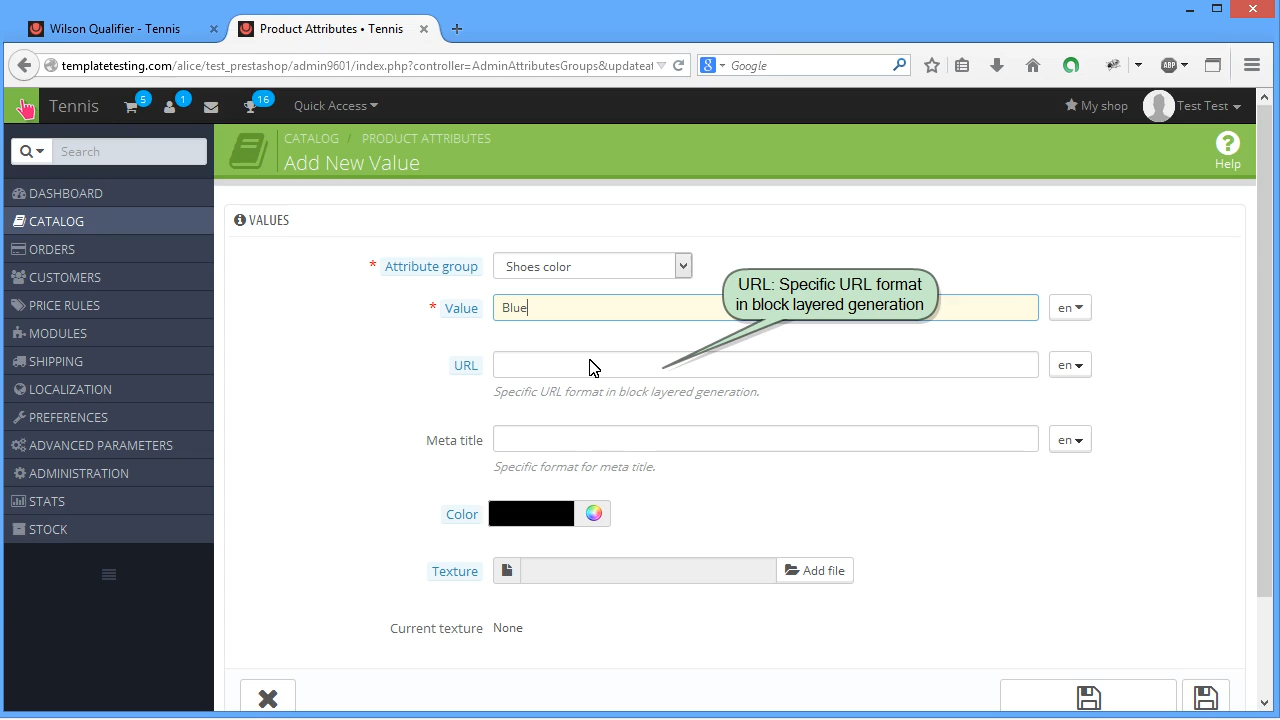 Wilson Qualifier - Tennis
Product Attributes • Tennis
templatetesting.com/alice/test_prestashop/admin9601/index.php?controller=AdminAttributesGroups&updateat
Google
ABP
Tennis
5
1
16
Quick Access
My shop
Test Test
Search
CATALOG / PRODUCT ATTRIBUTES
Add New Value
Help
DASHBOARD
CATALOG
ORDERS
CUSTOMERS
PRICE RULES
MODULES
SHIPPING
LOCALIZATION
PREFERENCES
ADVANCED PARAMETERS
ADMINISTRATION
STATS
STOCK
VALUES
* Attribute group
Shoes color
* Value
Blue
en
URL: Specific URL format
in block layered generation
URL
en
Specific URL format in block layered generation.
Meta title
en
Specific format for meta title.
Color
Texture
Add file
Current texture
None